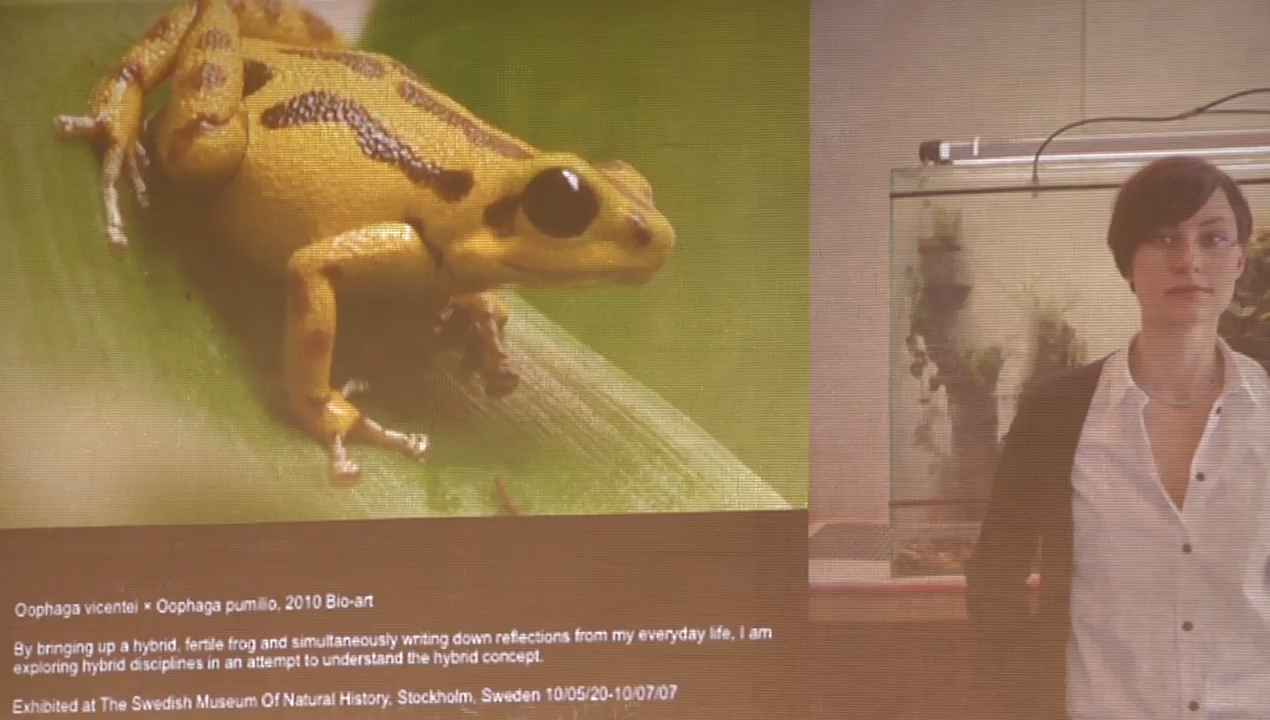 Oophaga vicentei × Oophaga pumilio, 2010 Bio-art
By bringing up a hybrid, fertile frog and simultaneously writing down reflections from my everyday life, I am
exploring hybrid disciplines in an attempt to understand the hybrid concept.
Exhibited at The Swedish Museum Of Natural History, Stockholm, Sweden 10/05/20-10/07/07